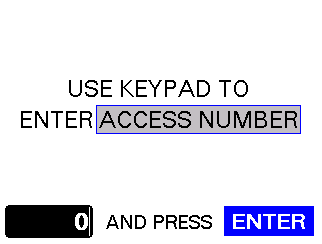 USE KEYPAD TO
ENTER ACCESS NUMBER
0 AND PRESS ENTER